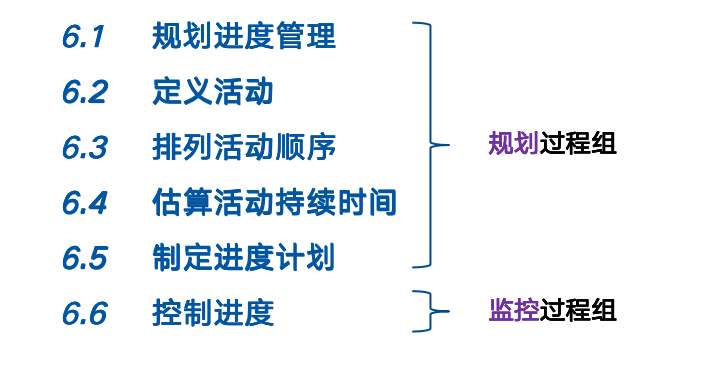 6.1 规划进度管理
6.2 定义活动
6.3 排列活动顺序
规划过程组
6.4 估算活动持续时间
6.5 制定进度计划
6.6 控制进度
监控过程组